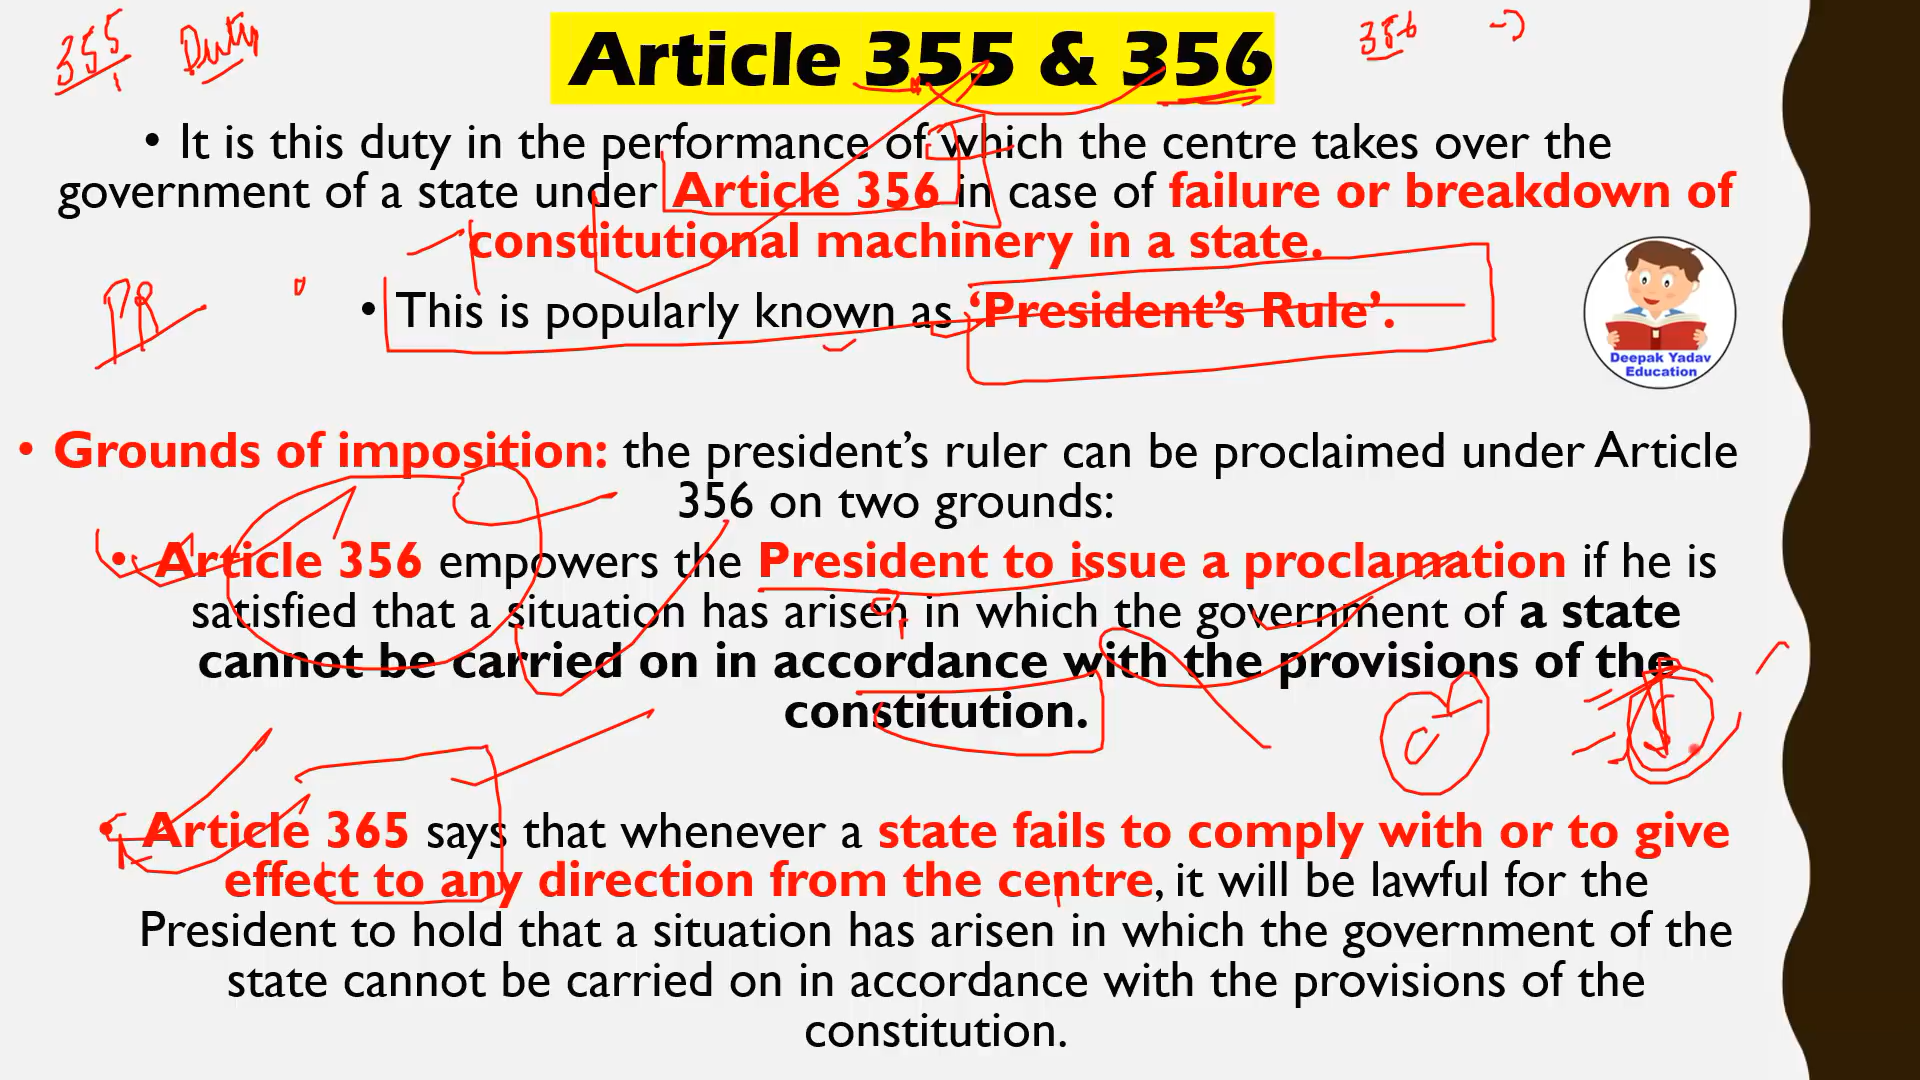 355 Duty
Article 355 & 356
356
• It is this duty in the performance of which the centre takes over the
government of a state under Article 356 in case of failure or breakdown of
constitutional machinery in a state.
PR
• This is popularly known as ‘President’s Rule’.
Deepak Yadav
Education
• Grounds of imposition: the president’s ruler can be proclaimed under Article
356 on two grounds:
• Article 356 empowers the President to issue a proclamation if he is
satisfied that a situation has arisen in which the government of a state
cannot be carried on in accordance with the provisions of the
constitution.
• Article 365 says that whenever a state fails to comply with or to give
effect to any direction from the centre, it will be lawful for the
President to hold that a situation has arisen in which the government of the
state cannot be carried on in accordance with the provisions of the
constitution.